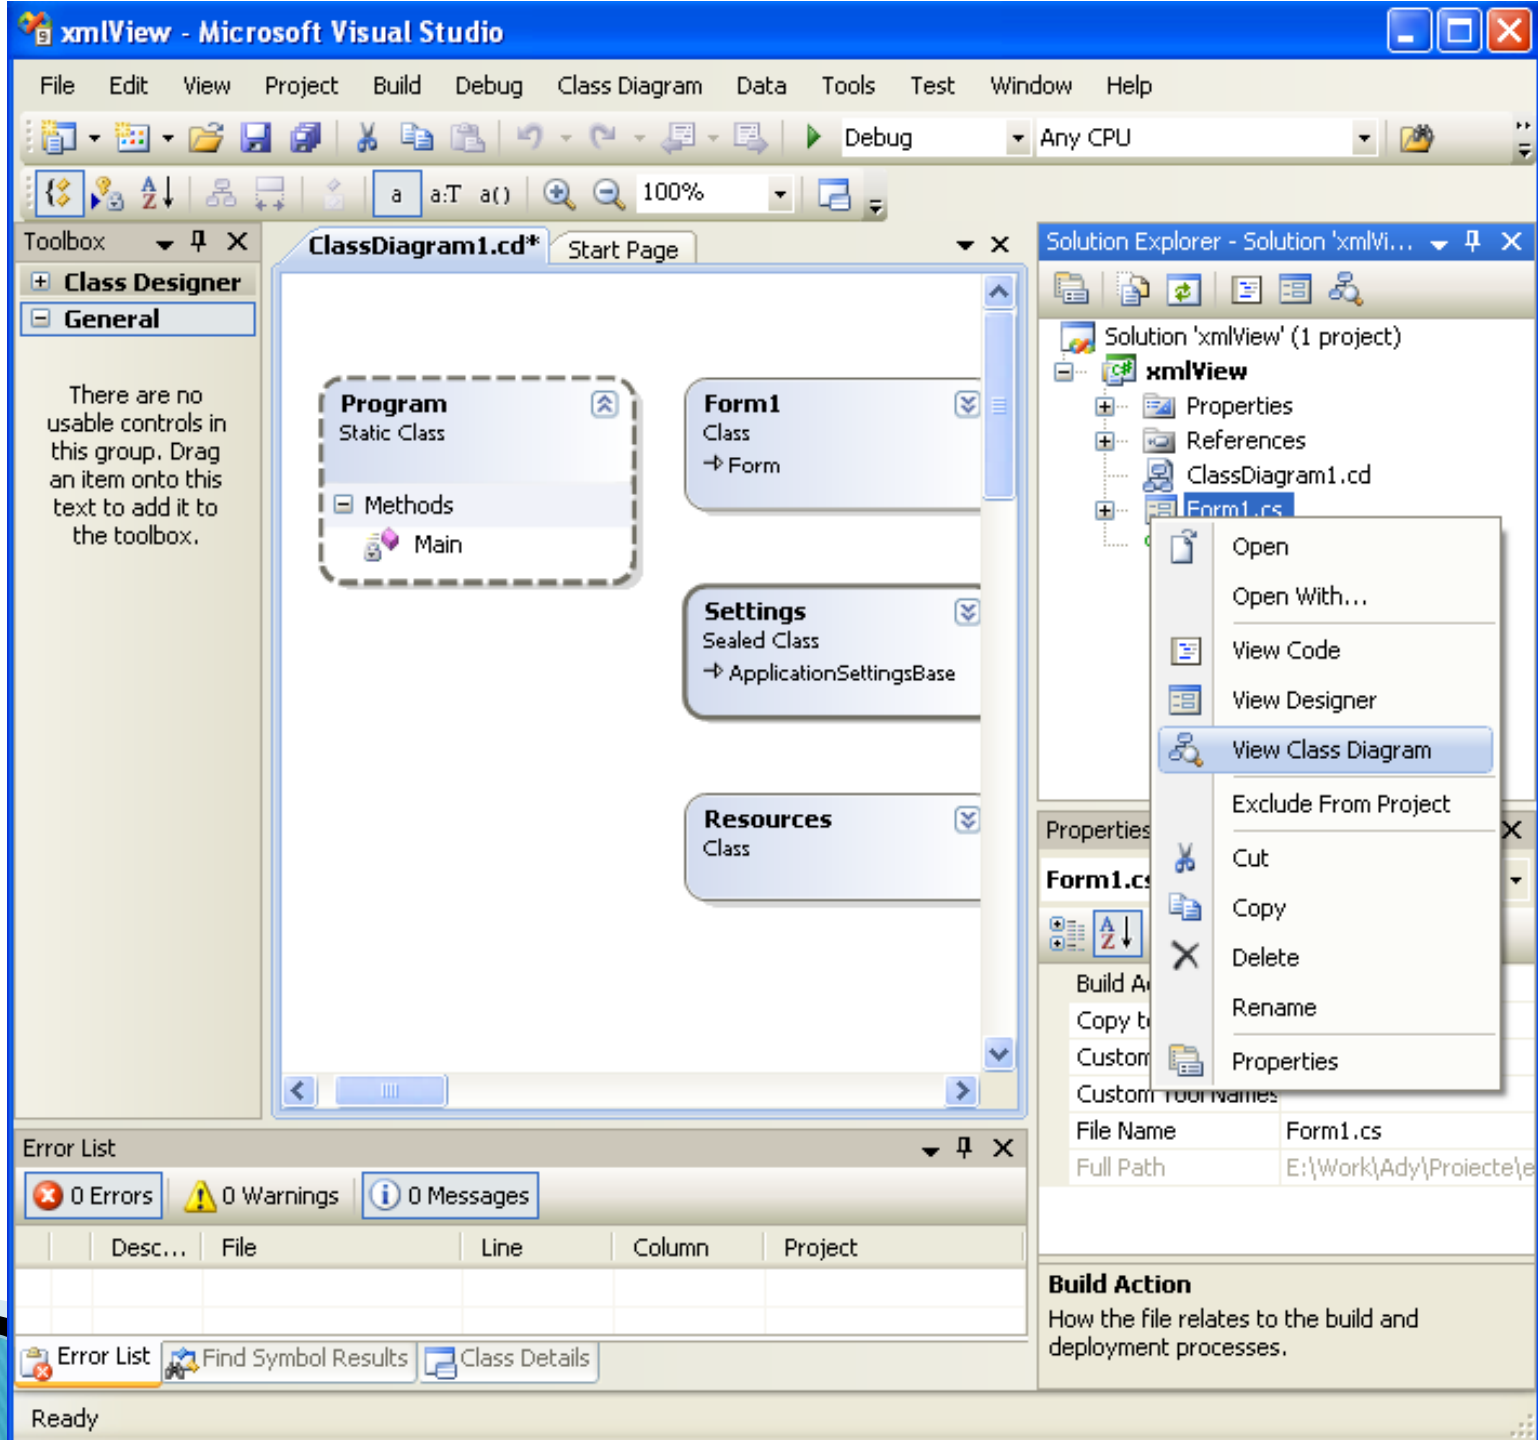 xmlView - Microsoft Visual Studio
File Edit View Project Build Debug Class Diagram Data Tools Test Window Help
Debug Any CPU
a a:T a() 100%
Toolbox
Class Designer
General
There are no
usable controls in
this group. Drag
an item onto this
text to add it to
the toolbox.
ClassDiagram1.cd* Start Page
Program
Static Class
Methods
Main
Form1
Class
Form
Settings
Sealed Class
ApplicationSettingsBase
Resources
Class
Solution Explorer - Solution 'xmlVi...
Solution 'xmlView' (1 project)
xmlView
Properties
References
ClassDiagram1.cd
Form1.cs
Open
Open With...
View Code
View Designer
View Class Diagram
Exclude From Project
Cut
Copy
Delete
Rename
Properties
Properties
Form1.cs
Build A
Copy t
Custom
Custom Tool Names
File Name Form1.cs
Full Path E:\Work\Ady\Proiecte\e
Build Action
How the file relates to the build and
deployment processes.
Error List
0 Errors 0 Warnings 0 Messages
Desc... File Line Column Project
Error List Find Symbol Results Class Details
Ready